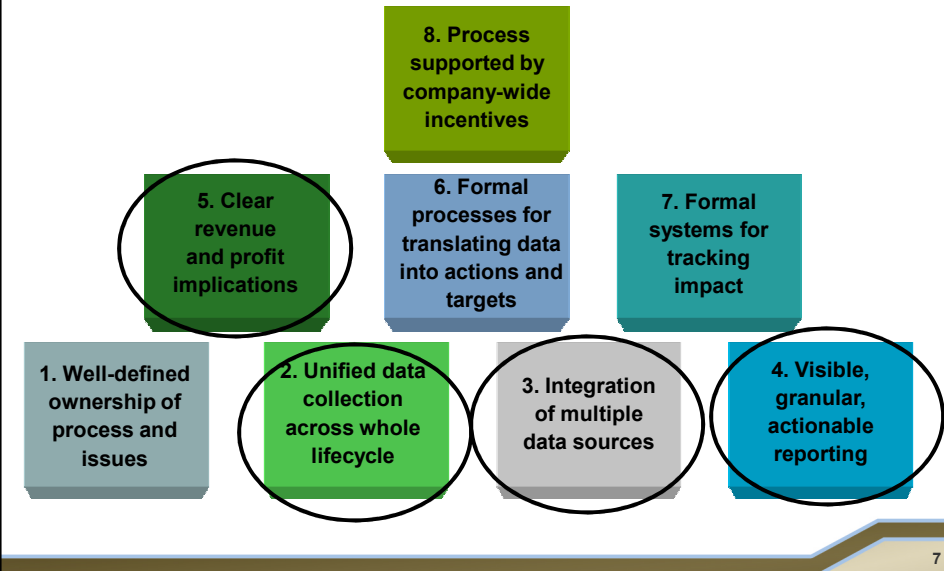 8. Process
supported by
company-wide
incentives
5. Clear
revenue
and profit
implications
6. Formal
processes for
translating data
into actions and
targets
7. Formal
systems for
tracking
impact
1. Well-defined
ownership of
process and
issues
2. Unified data
collection
across whole
lifecycle
3. Integration
of multiple
data sources
4. Visible,
granular,
actionable
reporting
7